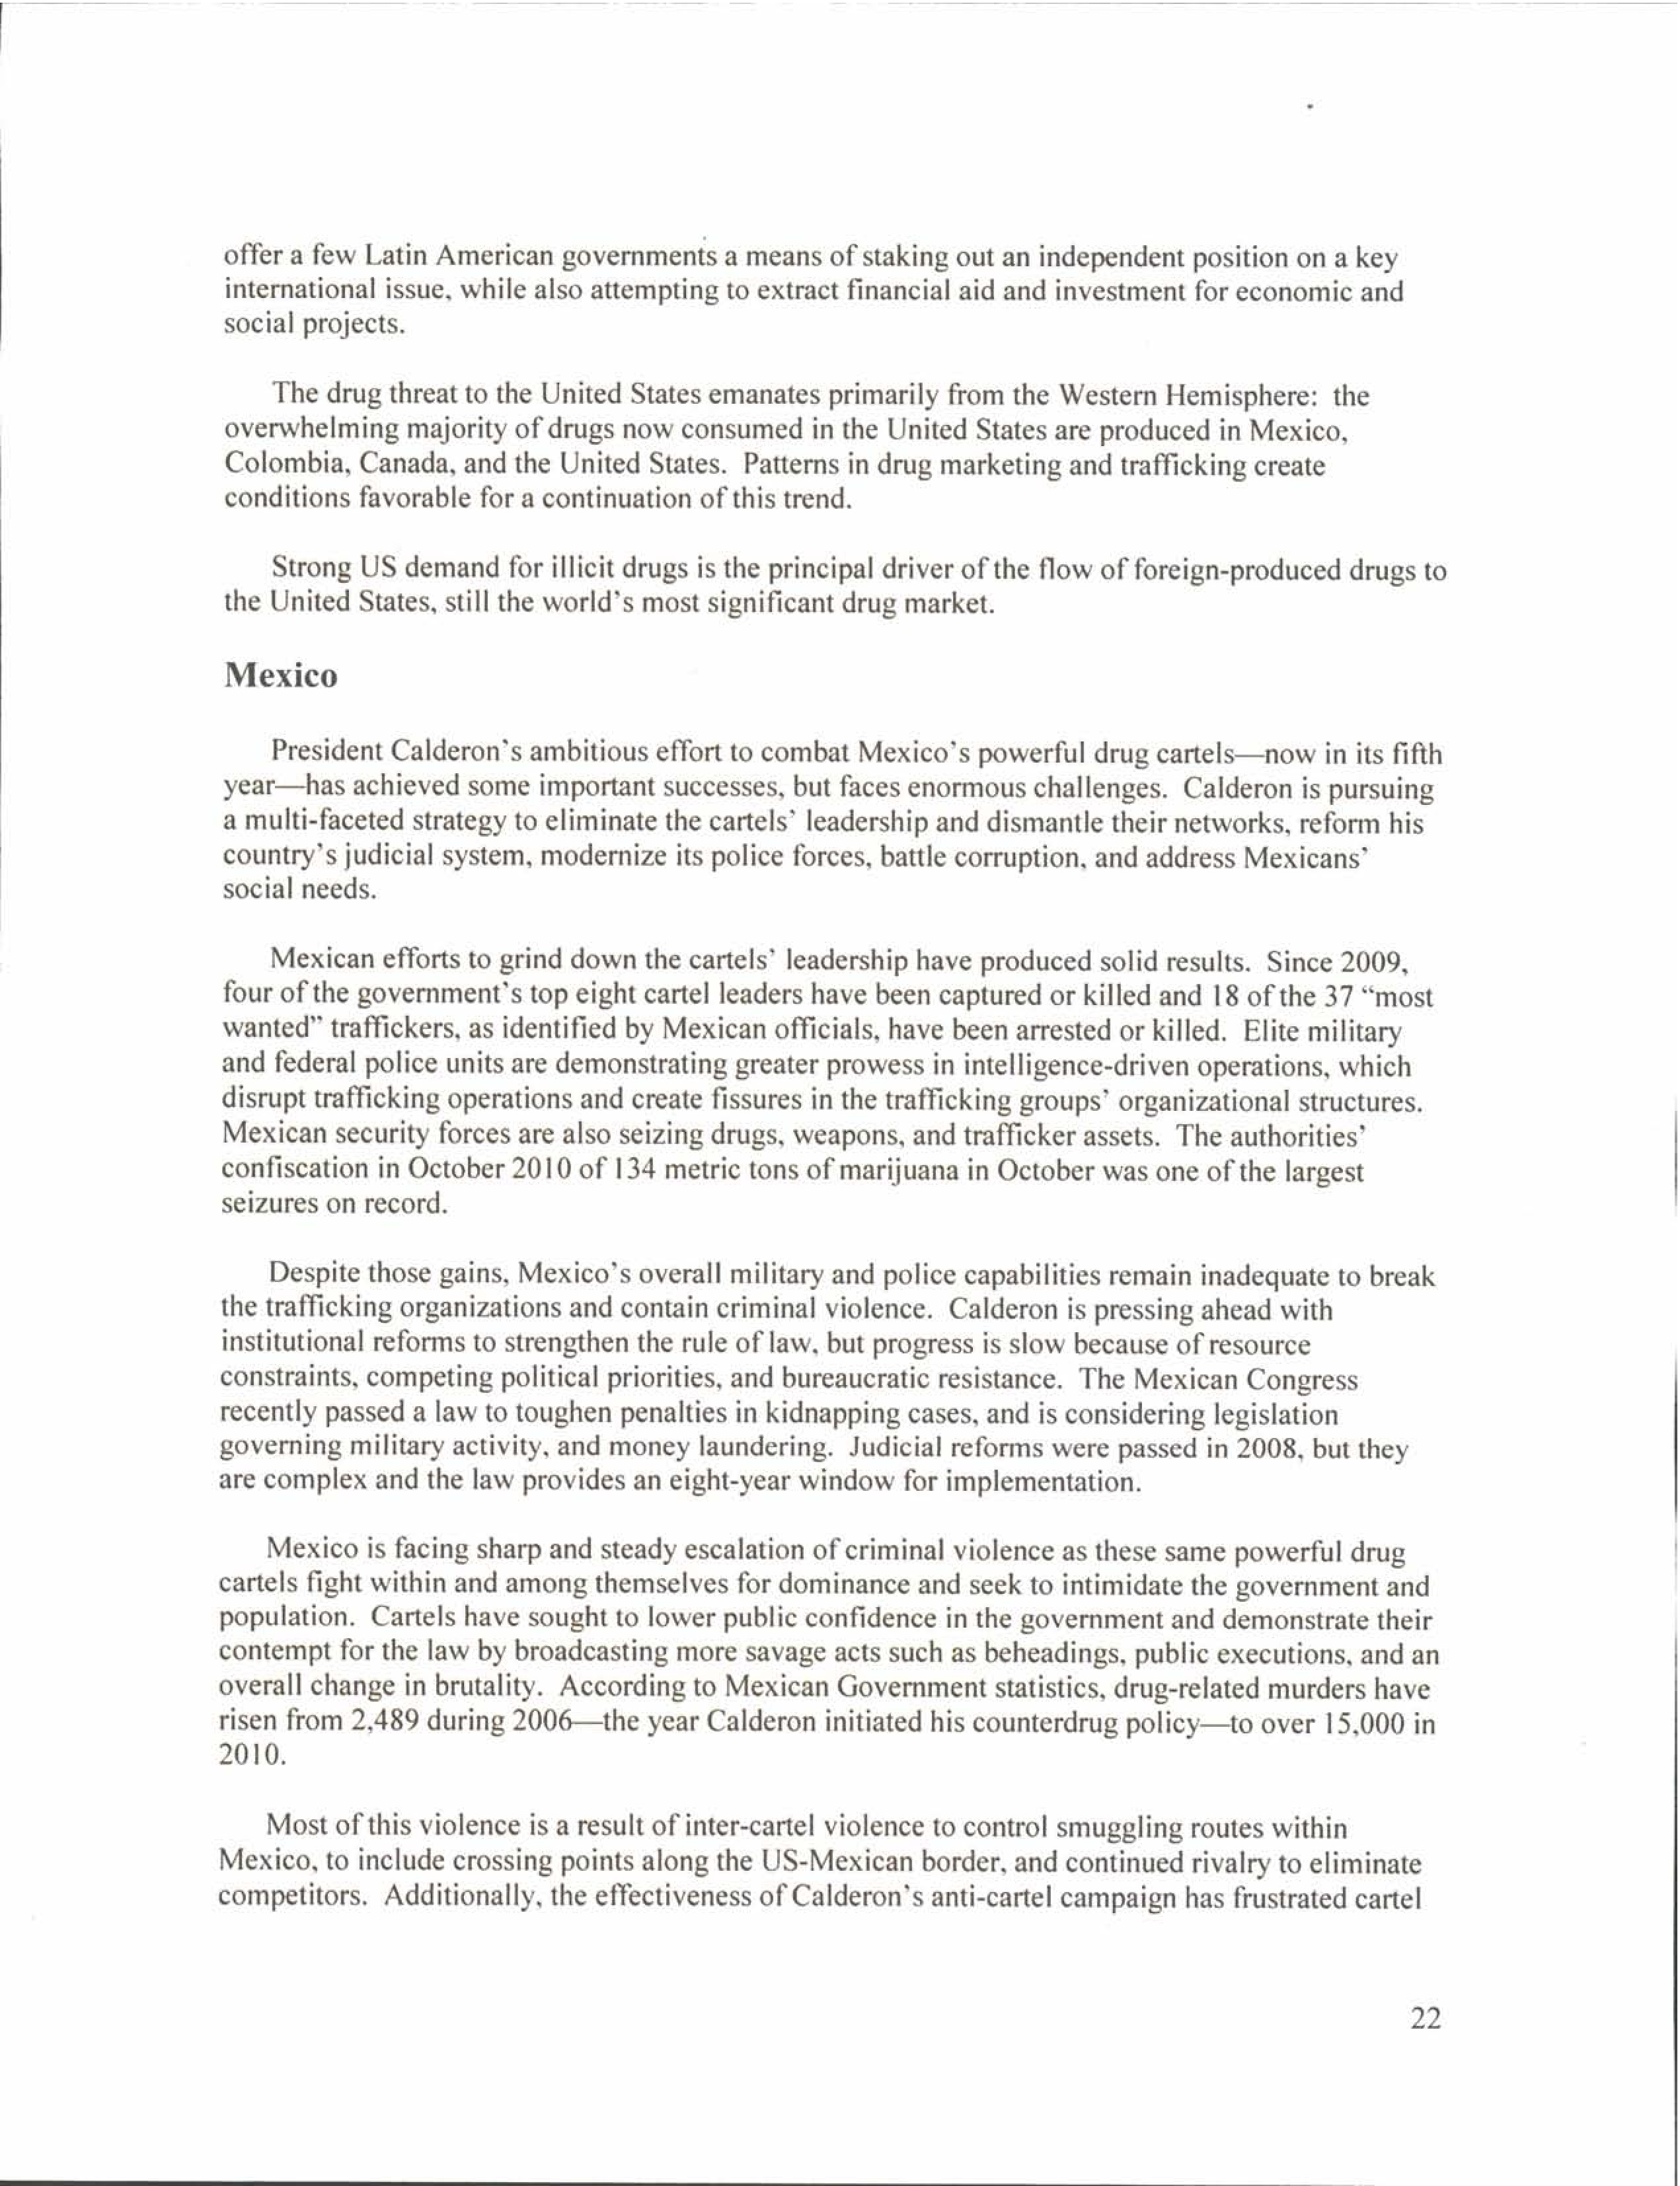 offer a few Latin American governments a means of staking out an independent position on a key
international issue, while also attempting to extract financial aid and investment for economic and
social projects.
The drug threat to the United States emanates primarily from the Western Hemisphere: the
overwhelming majority of drugs now consumed in the United States are produced in Mexico,
Colombia, Canada, and the United States. Patterns in drug marketing and trafficking create
conditions favorable for a continuation of this trend.
Strong US demand for illicit drugs is the principal driver of the flow of foreign-produced drugs to
the United States, still the world's most significant drug market.
Mexico
President Calderon's ambitious effort to combat Mexico's powerful drug cartels—now in its fifth
year—has achieved some important successes, but faces enormous challenges. Calderon is pursuing
a multi-faceted strategy to eliminate the cartels' leadership and dismantle their networks, reform his
country's judicial system, modernize its police forces, battle corruption, and address Mexicans'
social needs.
Mexican efforts to grind down the cartels' leadership have produced solid results. Since 2009,
four of the government's top eight cartel leaders have been captured or killed and 18 of the 37 “most
wanted” traffickers, as identified by Mexican officials, have been arrested or killed. Elite military
and federal police units are demonstrating greater prowess in intelligence-driven operations, which
disrupt trafficking operations and create fissures in the trafficking groups' organizational structures.
Mexican security forces are also seizing drugs, weapons, and trafficker assets. The authorities'
confiscation in October 2010 of 134 metric tons of marijuana in October was one of the largest
seizures on record.
Despite those gains, Mexico's overall military and police capabilities remain inadequate to break
the trafficking organizations and contain criminal violence. Calderon is pressing ahead with
institutional reforms to strengthen the rule of law, but progress is slow because of resource
constraints, competing political priorities, and bureaucratic resistance. The Mexican Congress
recently passed a law to toughen penalties in kidnapping cases, and is considering legislation
governing military activity, and money laundering. Judicial reforms were passed in 2008, but they
are complex and the law provides an eight-year window for implementation.
Mexico is facing sharp and steady escalation of criminal violence as these same powerful drug
cartels fight within and among themselves for dominance and seek to intimidate the government and
population. Cartels have sought to lower public confidence in the government and demonstrate their
contempt for the law by broadcasting more savage acts such as beheadings, public executions, and an
overall change in brutality. According to Mexican Government statistics, drug-related murders have
risen from 2,489 during 2006—the year Calderon initiated his counterdrug policy—to over 15,000 in
2010.
Most of this violence is a result of inter-cartel violence to control smuggling routes within
Mexico, to include crossing points along the US-Mexican border, and continued rivalry to eliminate
competitors. Additionally, the effectiveness of Calderon's anti-cartel campaign has frustrated cartel
22